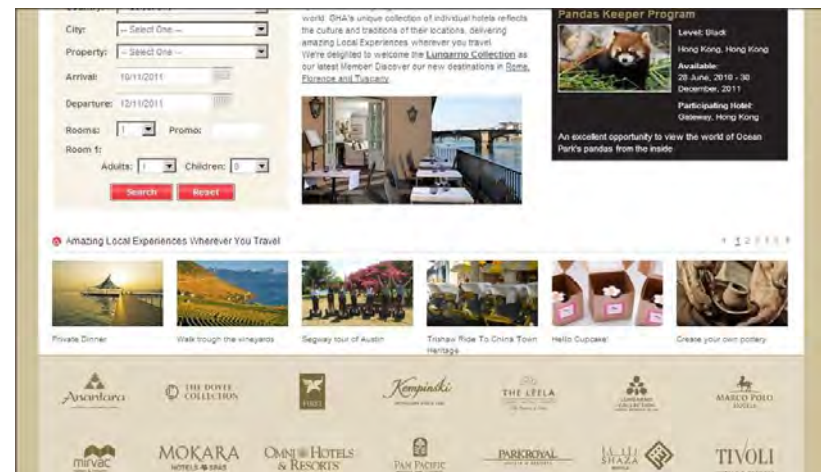 City: -- Select One --
Property: -- Select One --
Arrival: 10/11/2011
Departure: 12/11/2011
Rooms: 1 Promo:
Room 1:
Adults: 1 Children: 0
Search Reset
world. GHA's unique collection of individual hotels reflects
the culture and traditions of their locations, delivering
amazing Local Experiences wherever you travel.
We're delighted to welcome the Lungarno Collection as
our latest Member! Discover our new destinations in Rome,
Florence and Tuscany.
Pandas Keeper Program
Level: Black
Hong Kong, Hong Kong
Available:
28 June, 2010 - 30
December, 2011
Participating Hotel:
Gateway, Hong Kong
An excellent opportunity to view the world of Ocean
Park's pandas from the inside
Amazing Local Experiences Wherever You Travel
1 2
Private Dinner
Walk trough the vineyards
Segway tour of Austin
Trishaw Ride To China Town
Heritage
Hello Cupcake!
Create your own pottery
Anantara
THE DOYLE
COLLECTION
Kempinski
THE LEELA
LUNGARNO
COLLECTION
MARCO POLO
HOTELS
mirvac
MOKARA
HOTELS & SPAS
OMNI HOTELS
& RESORTS
PAN PACIFIC
PARKROYAL
SHAZA
TIVOLI